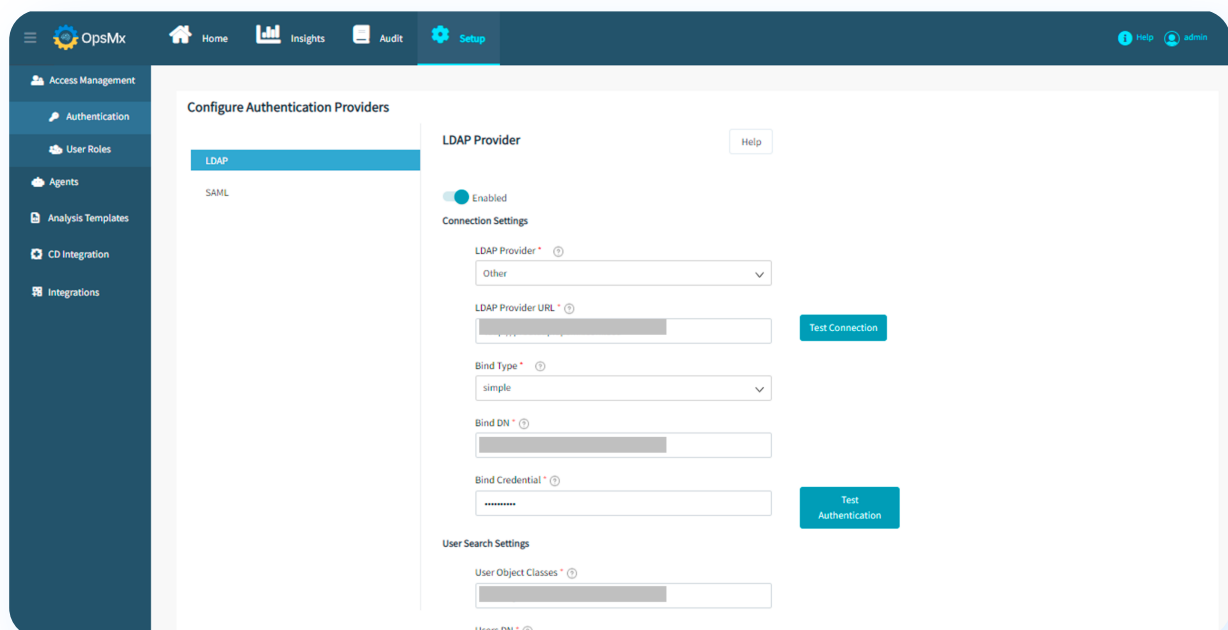 OpsMx
Home
Insights
Audit
Setup
Help
admin
Access Management
Authentication
User Roles
Agents
Analysis Templates
CD Integration
Integrations
Configure Authentication Providers
LDAP
SAML
LDAP Provider
Help
Enabled
Connection Settings
LDAP Provider *
Other
LDAP Provider URL *
Test Connection
Bind Type *
simple
Bind DN *
Bind Credential *
Test
Authentication
User Search Settings
User Object Classes *
Users DN *